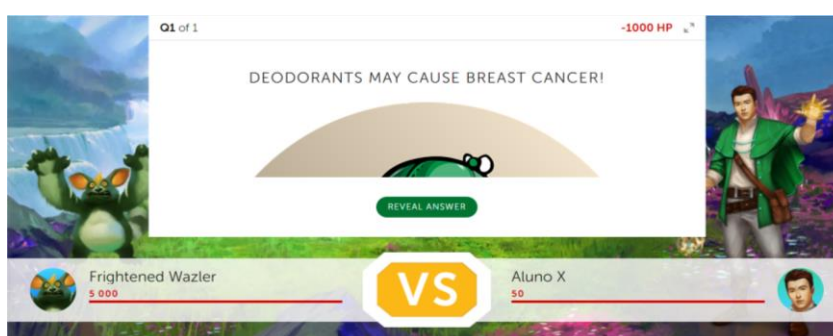 Q1 of 1
-1000 HP
DEODORANTS MAY CAUSE BREAST CANCER!
REVEAL ANSWER
Frightened Wazler
5 000
VS
Aluno X
50